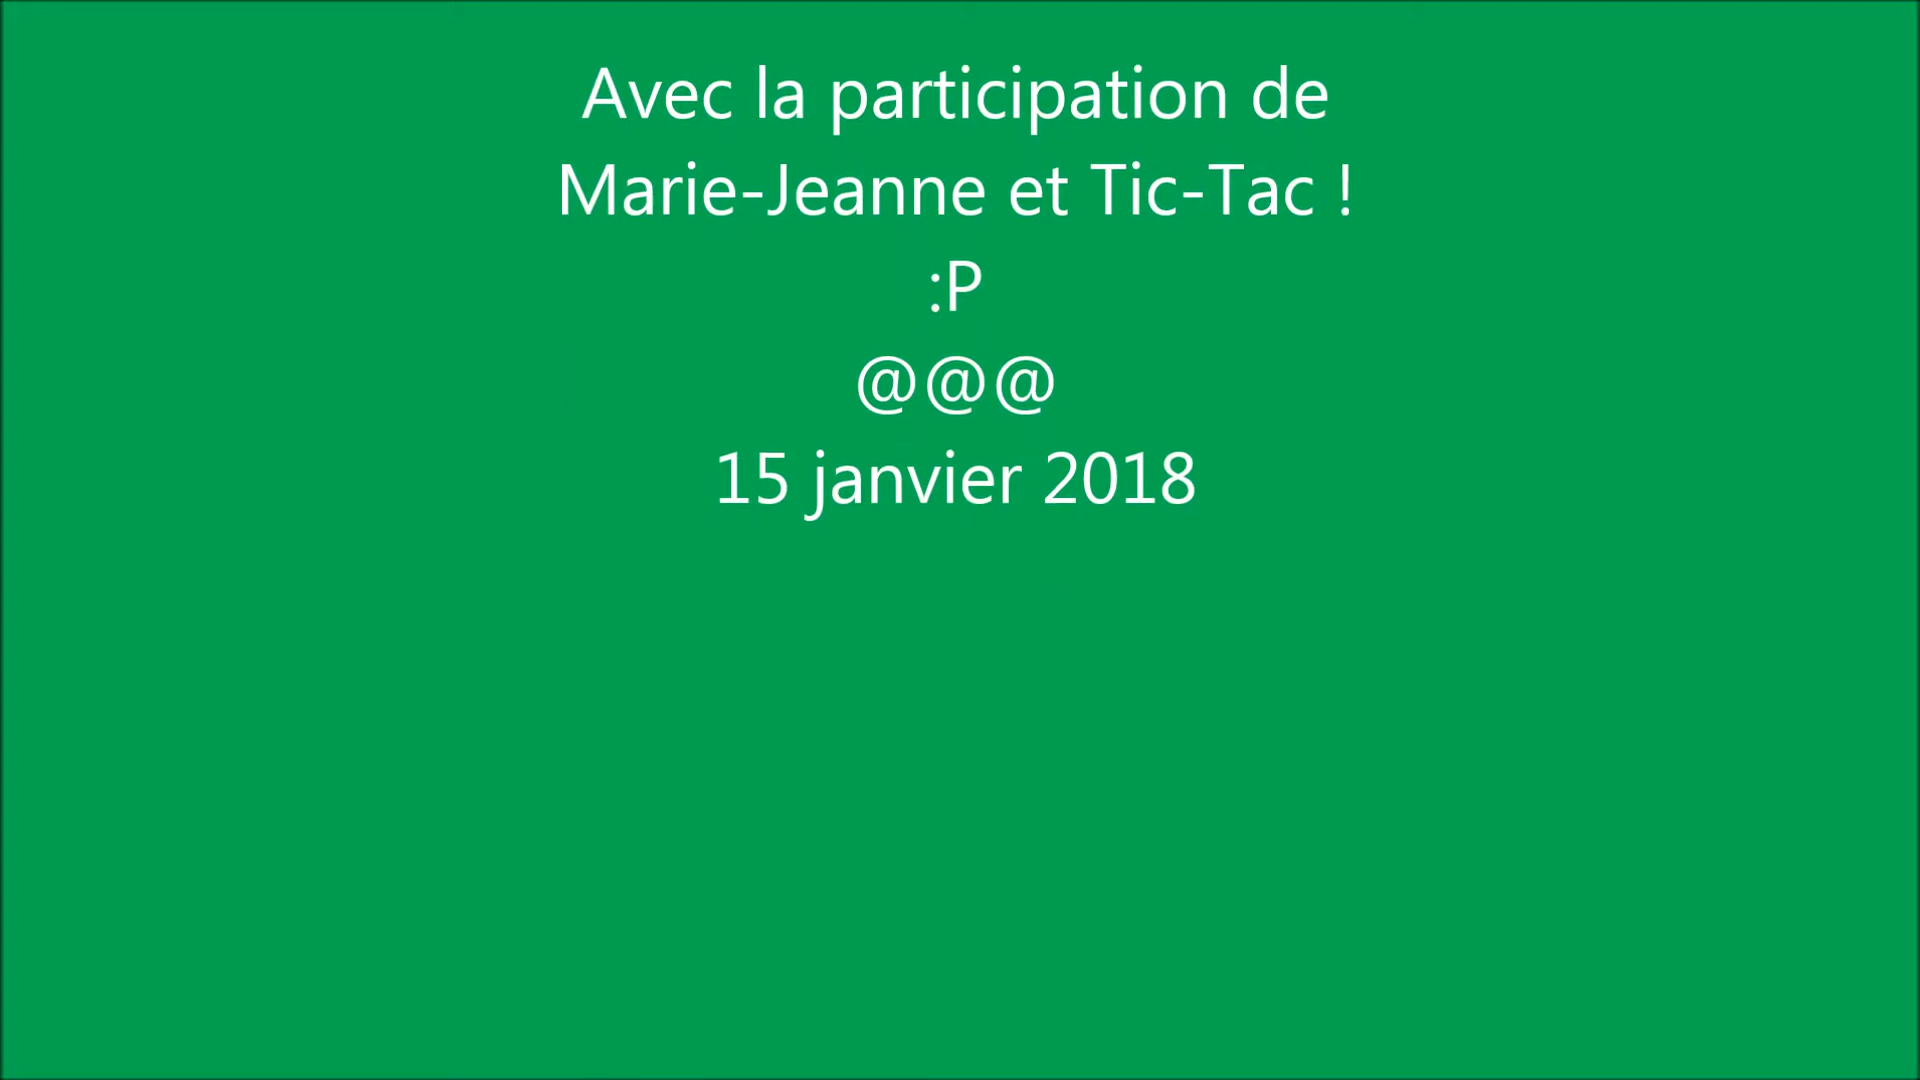 Avec la participation de
Marie-Jeanne et Tic-Tac !
:P
@@@
15 janvier 2018